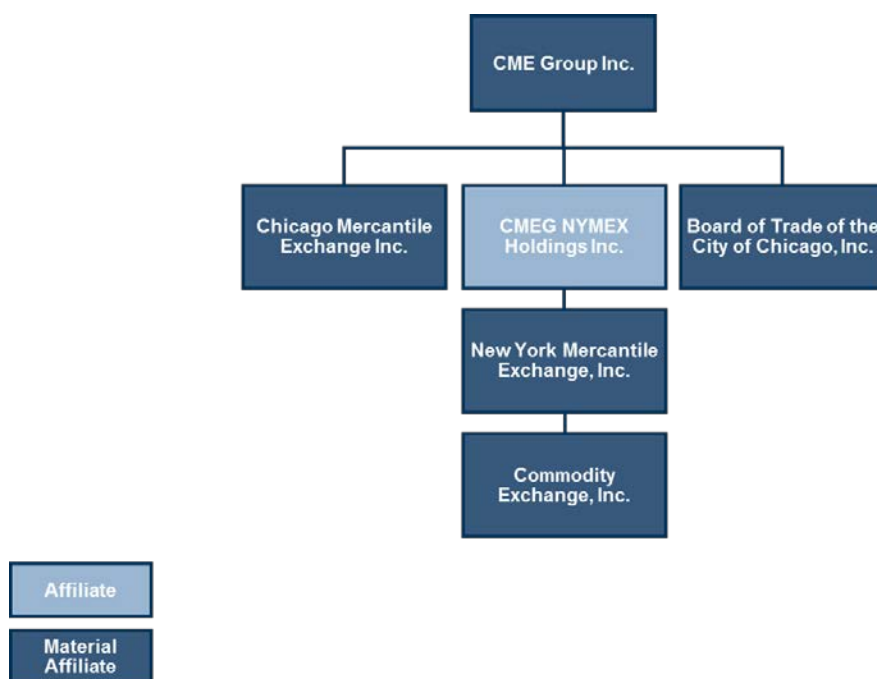 CME Group Inc.
Chicago Mercantile
Exchange Inc.
CMEG NYMEX
Holdings Inc.
Board of Trade of the
City of Chicago, Inc.
New York Mercantile
Exchange, Inc.
Commodity
Exchange, Inc.
Affiliate
Material
Affiliate